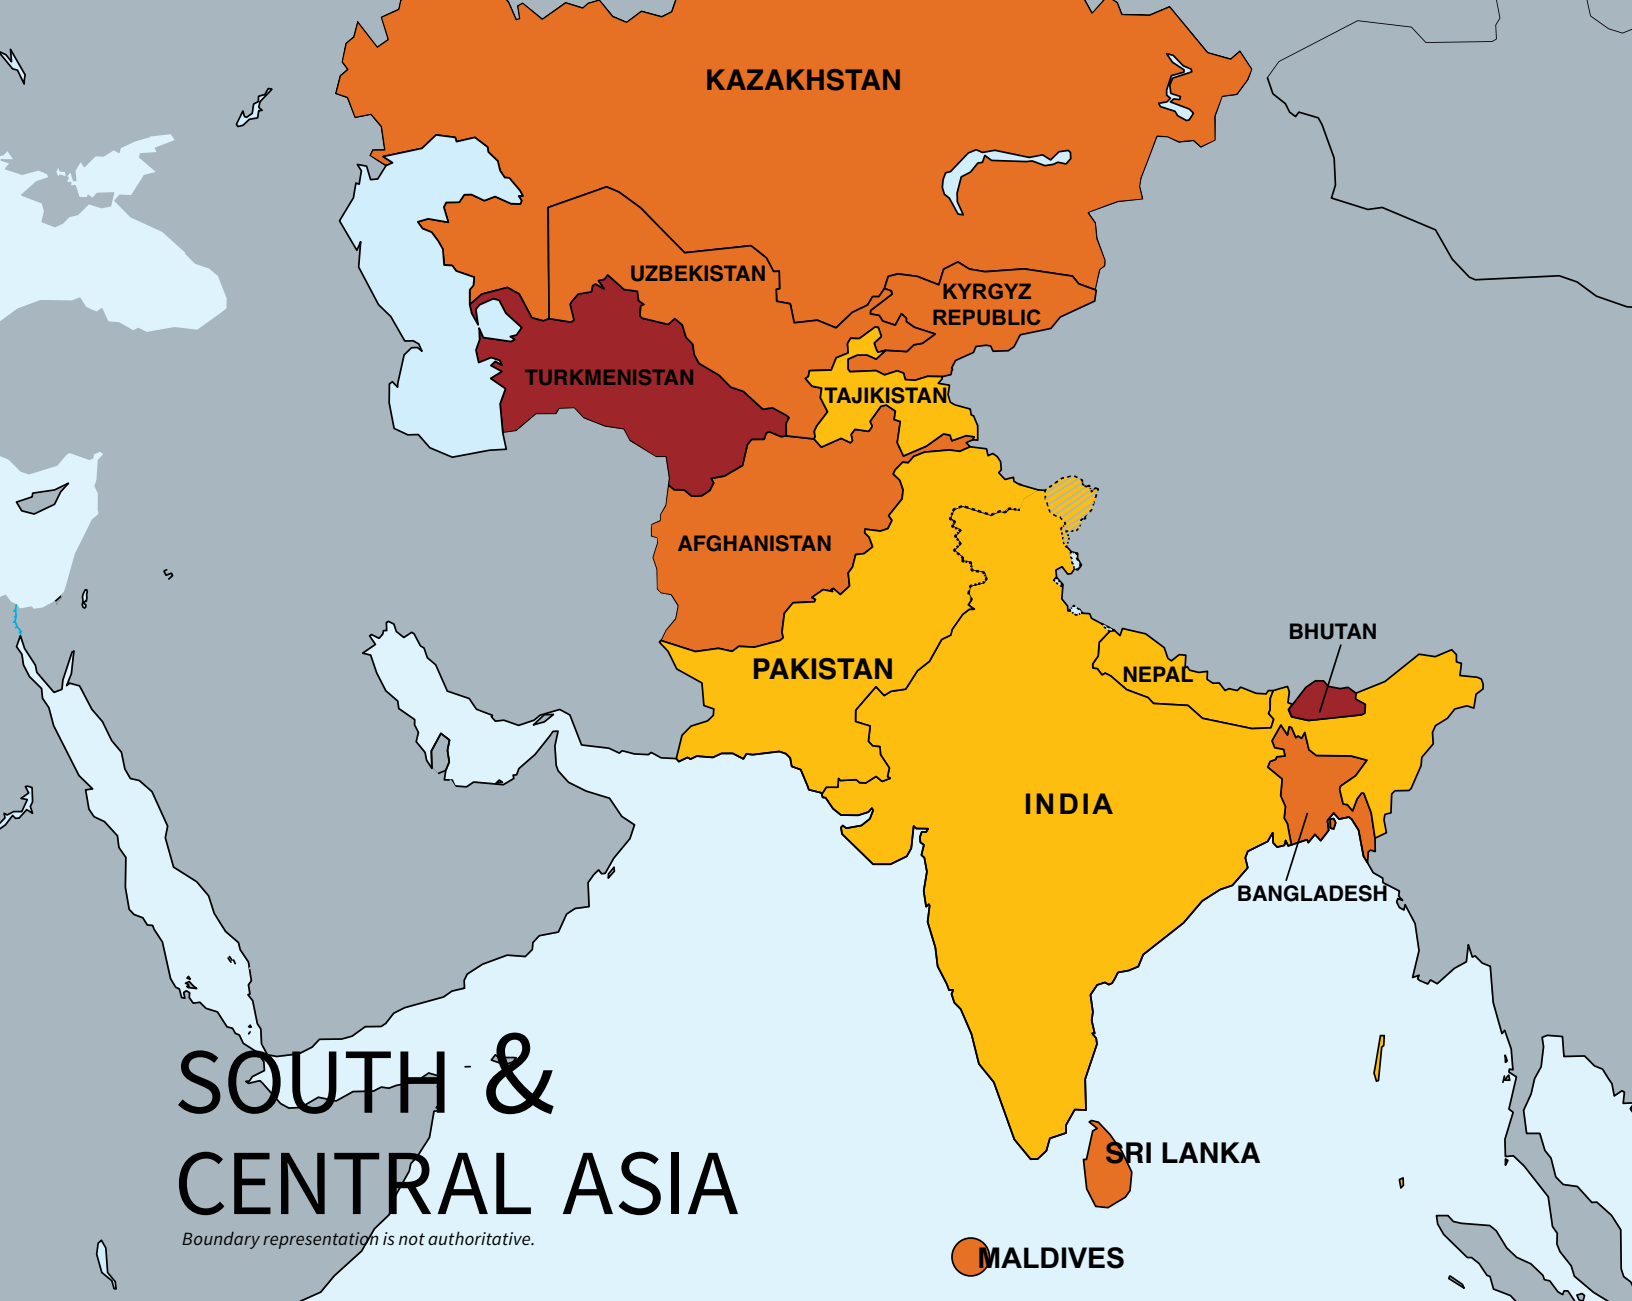 KAZAKHSTAN
UZBEKISTAN
KYRGYZ
REPUBLIC
TURKMENISTAN
TAJIKISTAN
AFGHANISTAN
BHUTAN
PAKISTAN
NEPAL
INDIA
BANGLADESH
SOUTH &
CENTRAL ASIA
Boundary representation is not authoritative.
SRI LANKA
MALDIVES